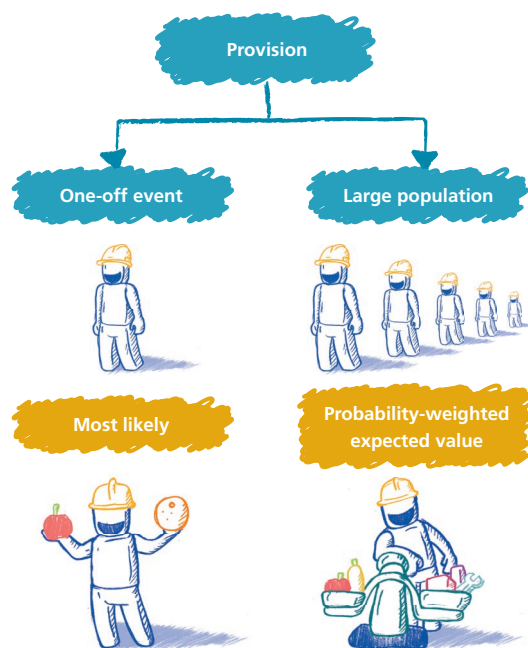 Provision
One-off event
Large population
Most likely
Probability-weighted
expected value